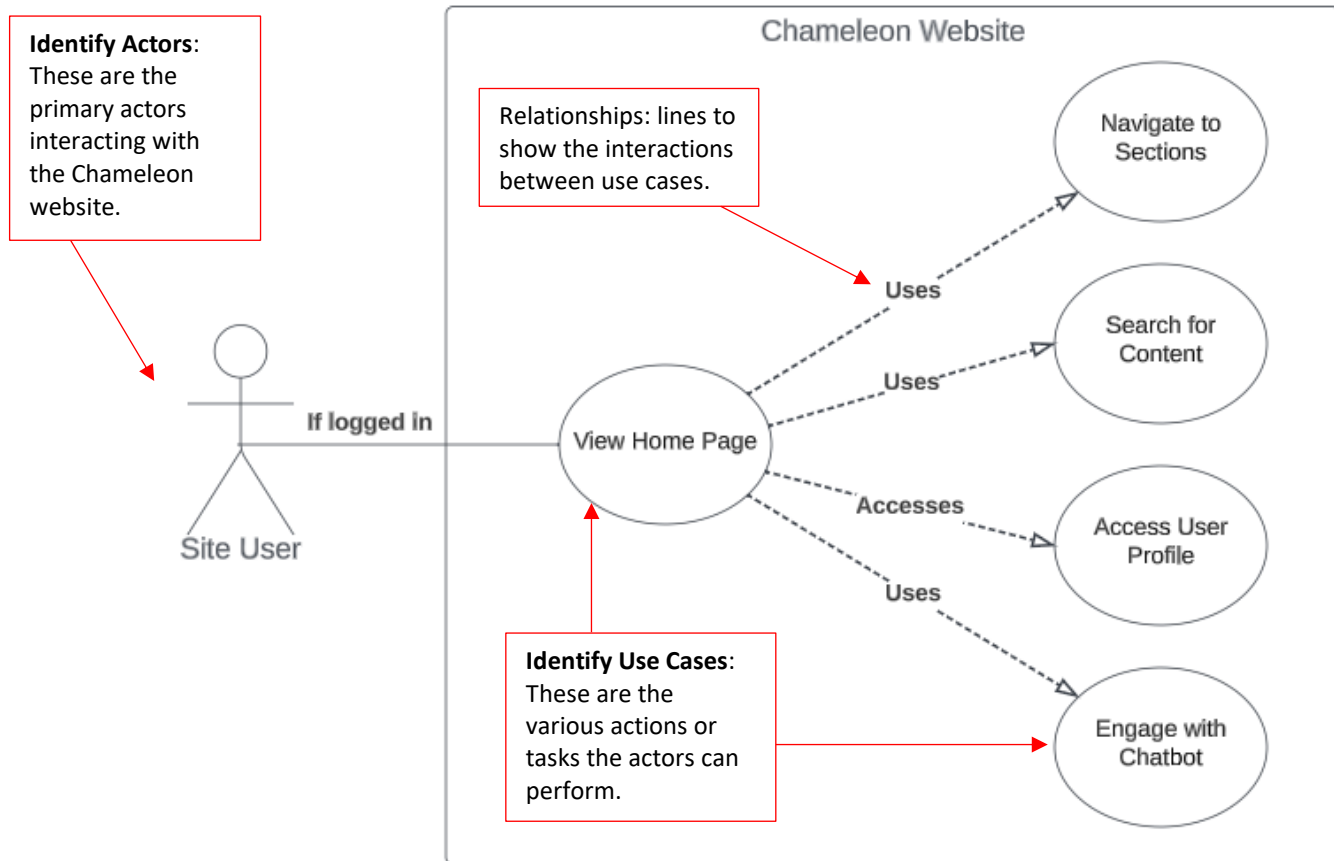 Identify Actors:
These are the
primary actors
interacting with
the Chameleon
website.
Chameleon Website
Relationships: lines to
show the interactions
between use cases.
Navigate to
Sections
Uses
Search for
Content
Uses
If logged in
View Home Page
Site User
Accesses
Access User
Profile
Uses
Identify Use Cases:
These are the
various actions or
tasks the actors can
perform.
Engage with
Chatbot